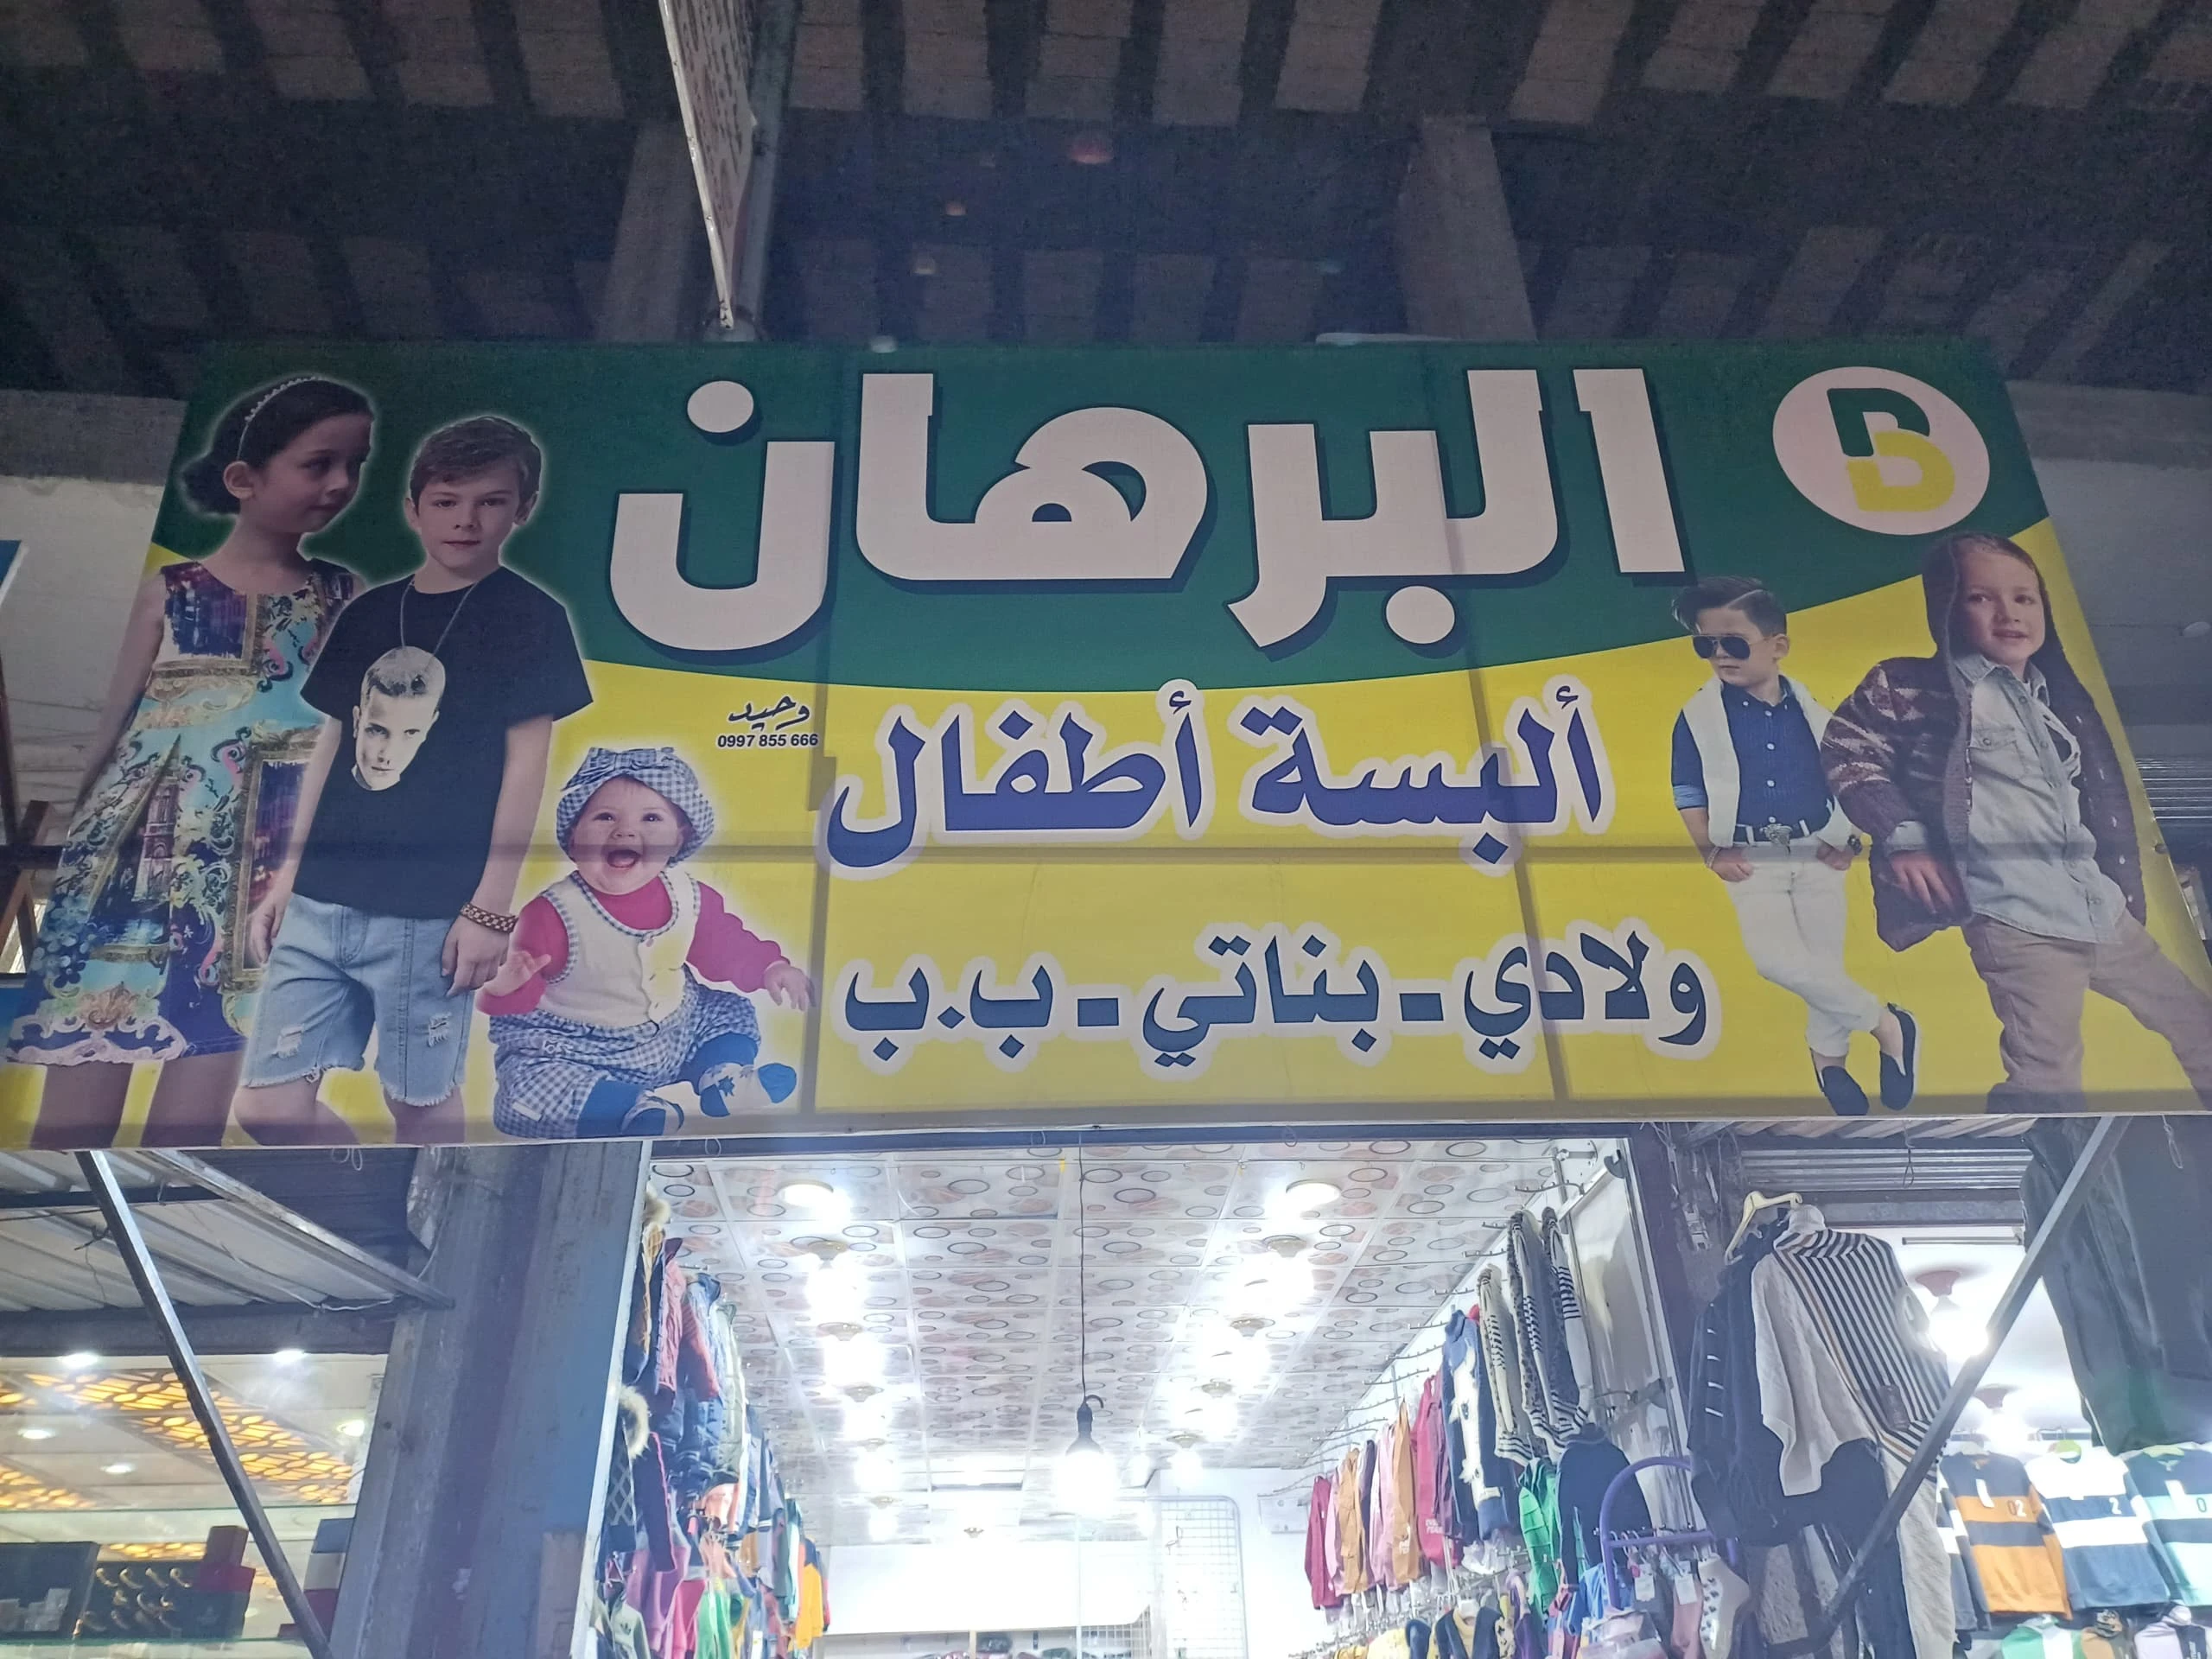 البرهان
B
وحيد
0997 855 666
ألبسة أطفال
ولادي - بناتي - ب.ب